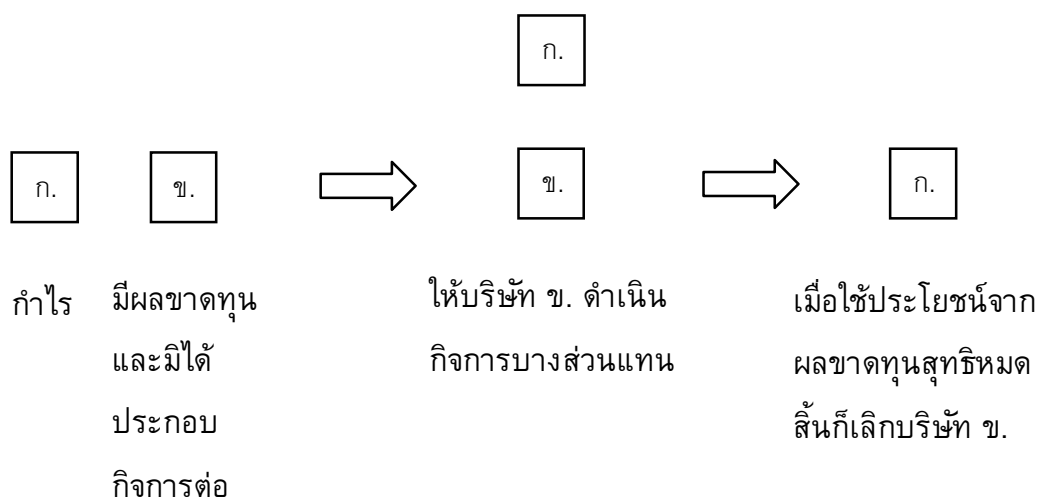 ก.
ก.
ข.
ข.
ก.
กำไร
มีผลขาดทุน
และมิได้
ประกอบ
กิจการต่อ
ให้บริษัท ข. ดำเนิน
กิจการบางส่วนแทน
เมื่อใช้ประโยชน์จาก
ผลขาดทุนสุทธิหมด
สิ้นก็เลิกบริษัท ข.